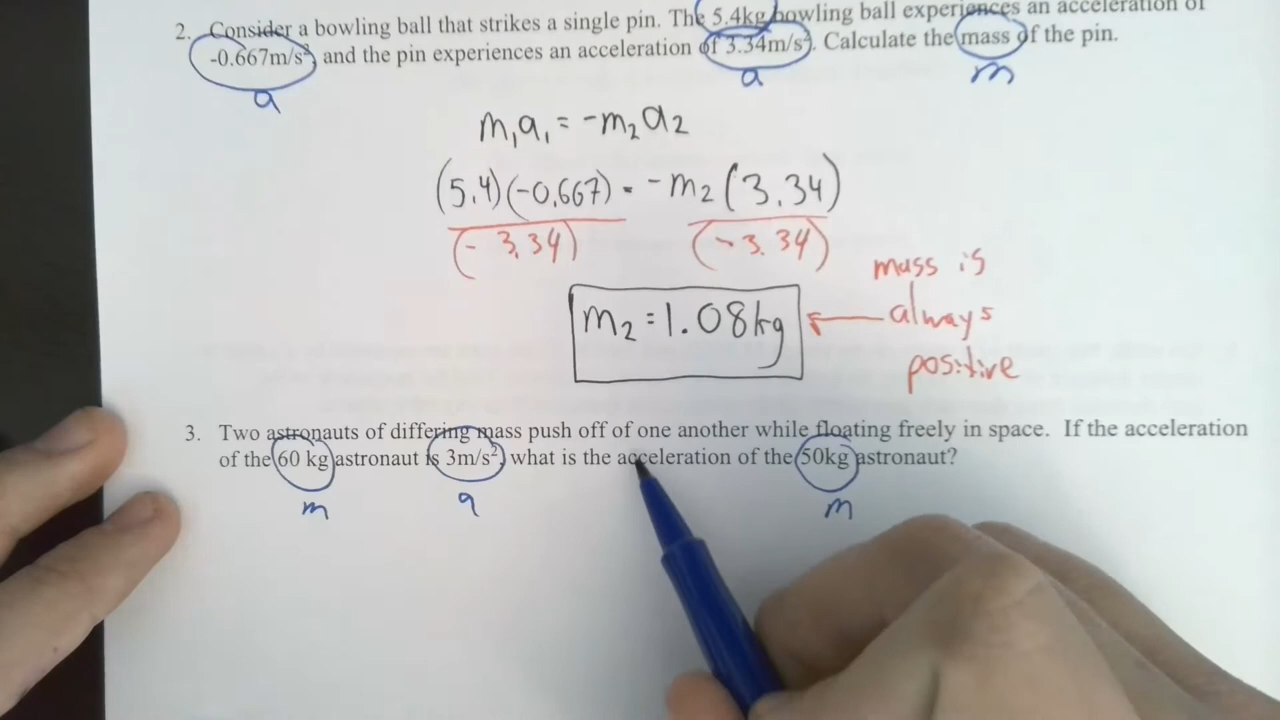 2. Consider a bowling ball that strikes a single pin. The 5.4kg bowling ball experiences an acceleration of
-0.667m/s², and the pin experiences an acceleration of 3.34m/s². Calculate the mass of the pin.
a a m
m₁a₁ = -m₂a₂
(5.4)(-0.667) = -m₂(3.34)
(-3.34) (-3.34)
mass is
m₂ = 1.08kg always
positive
3. Two astronauts of differing mass push off of one another while floating freely in space. If the acceleration
of the 60 kg astronaut is 3m/s², what is the acceleration of the 50kg astronaut?
m a m